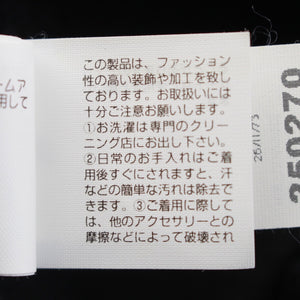 ームア
用して
この製品は、ファッション
性の高い装飾や加工を致し
ております。お取扱いには
十分ご注意お願いします。
①お洗濯は専門のクリー
ニング店にお出し下さい。
②日常のお手入れはご着
用後すぐにされますと、汗
などの簡単な汚れは除去で
きます。③ご着用に際して
は、他のアクセサリーとの
摩擦などによって破壊され
350270